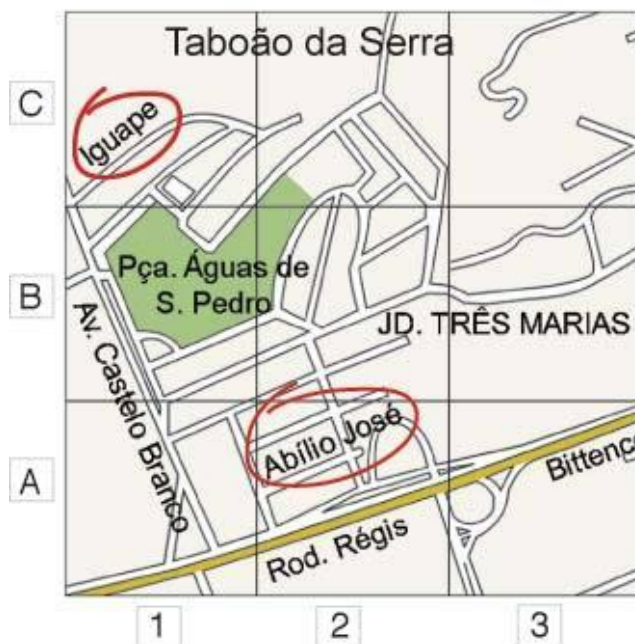 Taboão da Serra
C
Iguape
B
Pça. Águas de
S. Pedro
JD. TRÊS MARIAS
Av. Castelo Branco
A
Abílio José
Bittenc
Rod. Régis
1
2
3